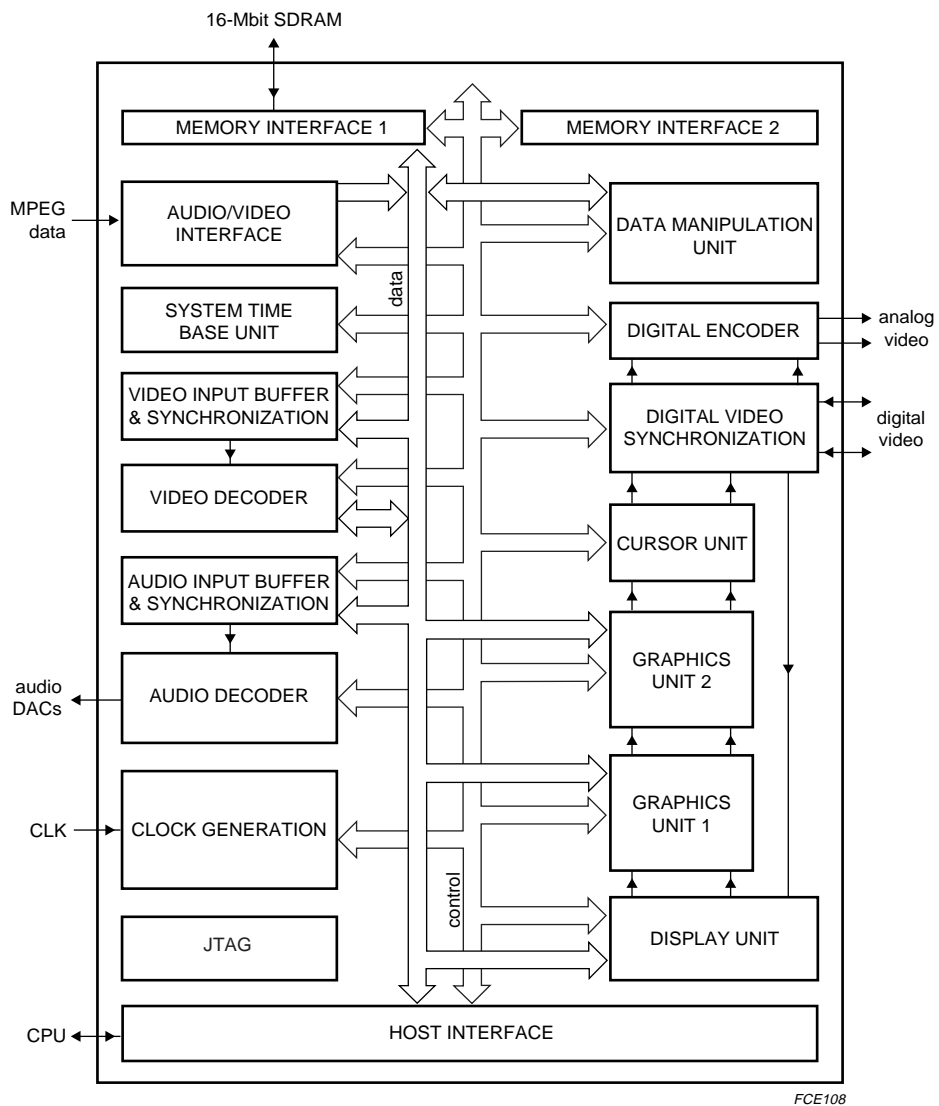 16-Mbit SDRAM
MEMORY INTERFACE 1
MEMORY INTERFACE 2
MPEG
data
AUDIO/VIDEO
INTERFACE
DATA MANIPULATION
UNIT
data
SYSTEM TIME
BASE UNIT
DIGITAL ENCODER
analog
video
VIDEO INPUT BUFFER
& SYNCHRONIZATION
DIGITAL VIDEO
SYNCHRONIZATION
digital
video
VIDEO DECODER
CURSOR UNIT
AUDIO INPUT BUFFER
& SYNCHRONIZATION
GRAPHICS
UNIT 2
audio
DACs
AUDIO DECODER
GRAPHICS
UNIT 1
CLK
CLOCK GENERATION
control
JTAG
DISPLAY UNIT
CPU
HOST INTERFACE
FCE108